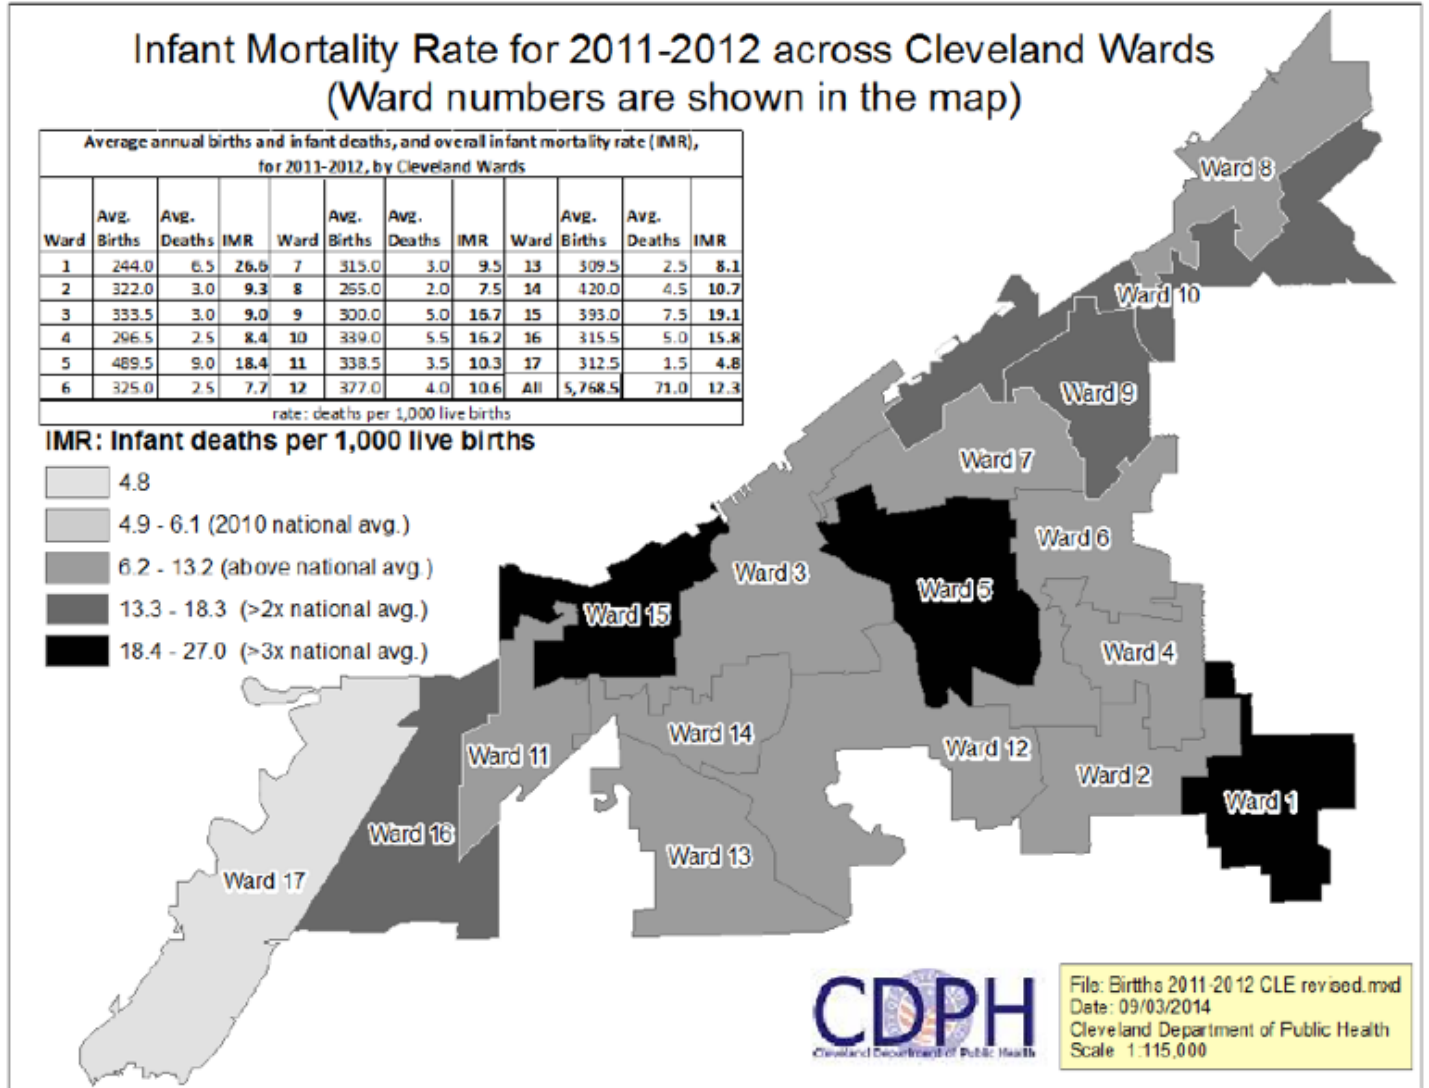 Infant Mortality Rate for 2011-2012 across Cleveland Wards
(Ward numbers are shown in the map)
Average annual births and infant deaths, and overall infant mortality rate (IMR),
for 2011-2012, by Cleveland Wards
Ward Avg. Births Avg. Deaths IMR Ward Avg. Births Avg. Deaths IMR Ward Avg. Births Avg. Deaths IMR
1 244.0 6.5 26.6 7 315.0 3.0 9.5 13 309.5 2.5 8.1
2 322.0 3.0 9.3 8 265.0 2.0 7.5 14 420.0 4.5 10.7
3 333.5 3.0 9.0 9 300.0 5.0 16.7 15 393.0 7.5 19.1
4 296.5 2.5 8.4 10 339.0 5.5 16.2 16 315.5 5.0 15.8
5 489.5 9.0 18.4 11 338.5 3.5 10.3 17 312.5 1.5 4.8
6 325.0 2.5 7.7 12 377.0 4.0 10.6 All 5,768.5 71.0 12.3
rate: deaths per 1,000 live births
IMR: Infant deaths per 1,000 live births
4.8
4.9 - 6.1 (2010 national avg.)
6.2 - 13.2 (above national avg.)
13.3 - 18.3 (>2x national avg.)
18.4 - 27.0 (>3x national avg.)
Ward 8
Ward 10
Ward 9
Ward 7
Ward 6
Ward 3
Ward 5
Ward 15
Ward 4
Ward 14
Ward 12
Ward 11
Ward 2
Ward 1
Ward 16
Ward 13
Ward 17
CDPH
Cleveland Department of Public Health
File: Birtths 2011-2012 CLE revised.mxd
Date: 09/03/2014
Cleveland Department of Public Health
Scale 1:115,000